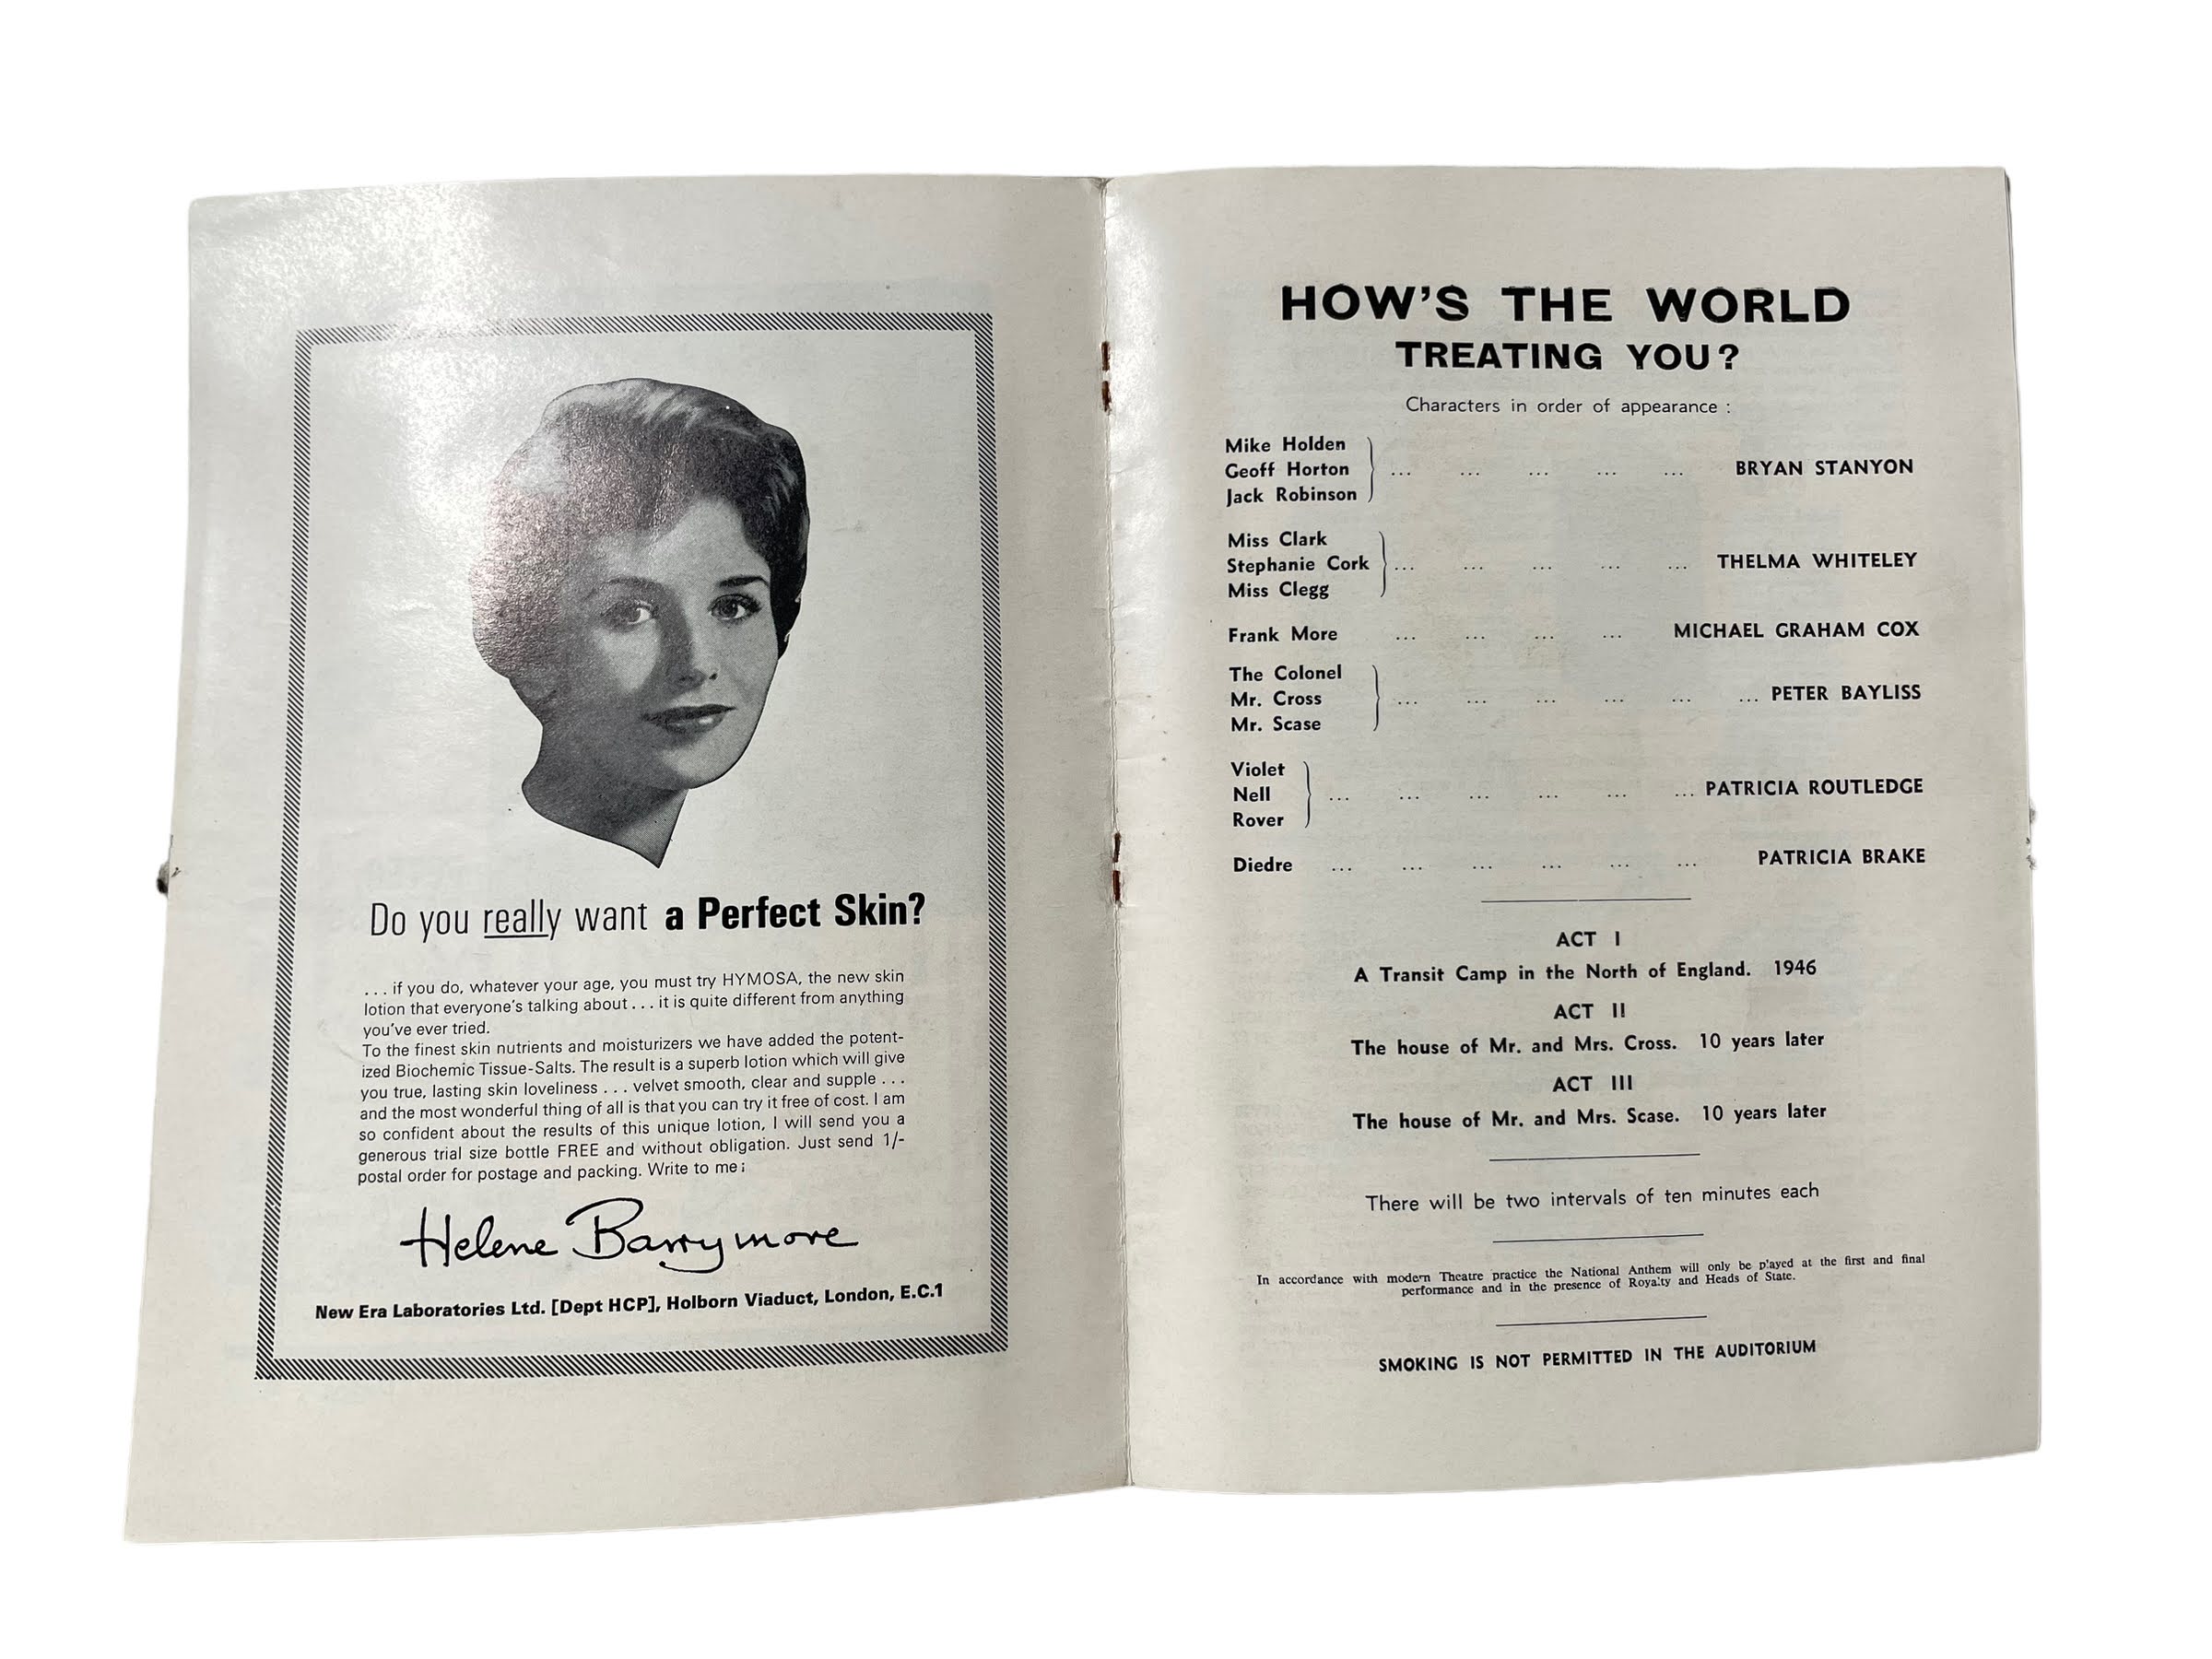 Do you really want a Perfect Skin?
... if you do, whatever your age, you must try HYMOSA, the new skin
lotion that everyone's talking about... it is quite different from anything
you've ever tried.
To the finest skin nutrients and moisturizers we have added the potent-
ized Biochemic Tissue-Salts. The result is a superb lotion which will give
you true, lasting skin loveliness ... velvet smooth, clear and supple ...
and the most wonderful thing of all is that you can try it free of cost. I am
so confident about the results of this unique lotion, I will send you a
generous trial size bottle FREE and without obligation. Just send 1/-
postal order for postage and packing. Write to me:
Helene Barrymore
New Era Laboratories Ltd. [Dept HCP], Holborn Viaduct, London, E.C.1
HOW'S THE WORLD
TREATING YOU?
Characters in order of appearance :
Mike Holden
Geoff Horton ... ... ... ... ... BRYAN STANYON
Jack Robinson
Miss Clark
Stephanie Cork ... ... ... ... ... THELMA WHITELEY
Miss Clegg
Frank More ... ... ... ... MICHAEL GRAHAM COX
The Colonel
Mr. Cross ... ... ... ... ... ... PETER BAYLISS
Mr. Scase
Violet
Nell ... ... ... ... ... ... PATRICIA ROUTLEDGE
Rover
Diedre ... ... ... ... ... ... PATRICIA BRAKE
ACT I
A Transit Camp in the North of England. 1946
ACT II
The house of Mr. and Mrs. Cross. 10 years later
ACT III
The house of Mr. and Mrs. Scase. 10 years later
There will be two intervals of ten minutes each
In accordance with modern Theatre practice the National Anthem will only be played at the first and final
performance and in the presence of Royalty and Heads of State.
SMOKING IS NOT PERMITTED IN THE AUDITORIUM